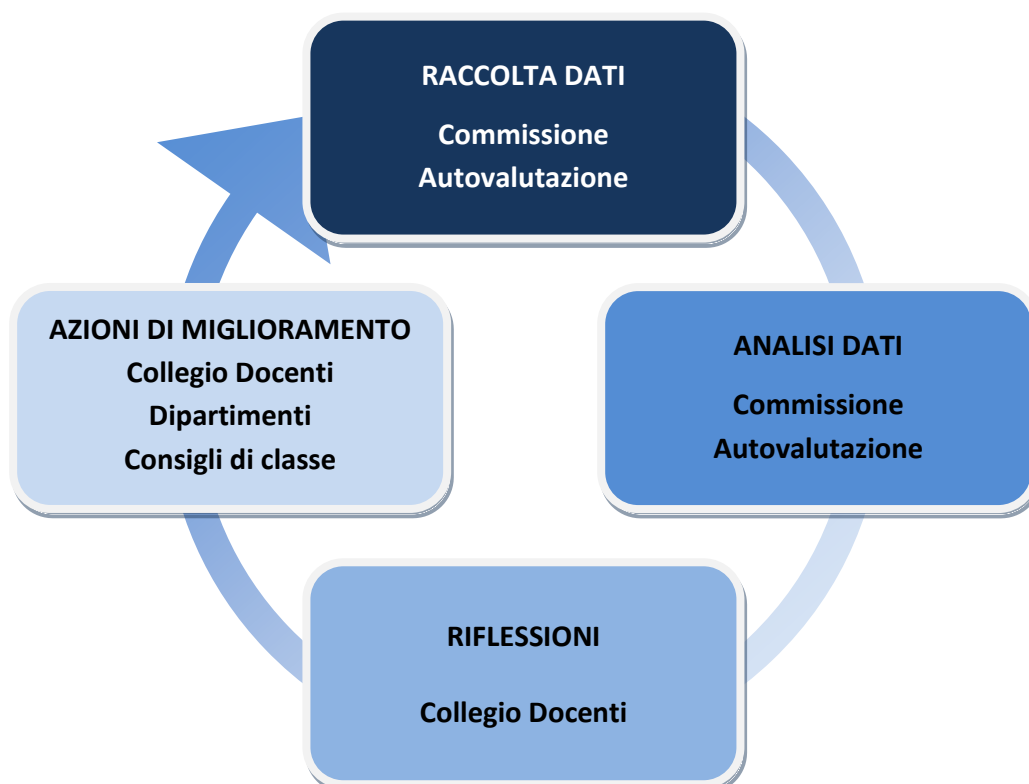 RACCOLTA DATI
Commissione
Autovalutazione
ANALISI DATI
Commissione
Autovalutazione
RIFLESSIONI
Collegio Docenti
AZIONI DI MIGLIORAMENTO
Collegio Docenti
Dipartimenti
Consigli di classe